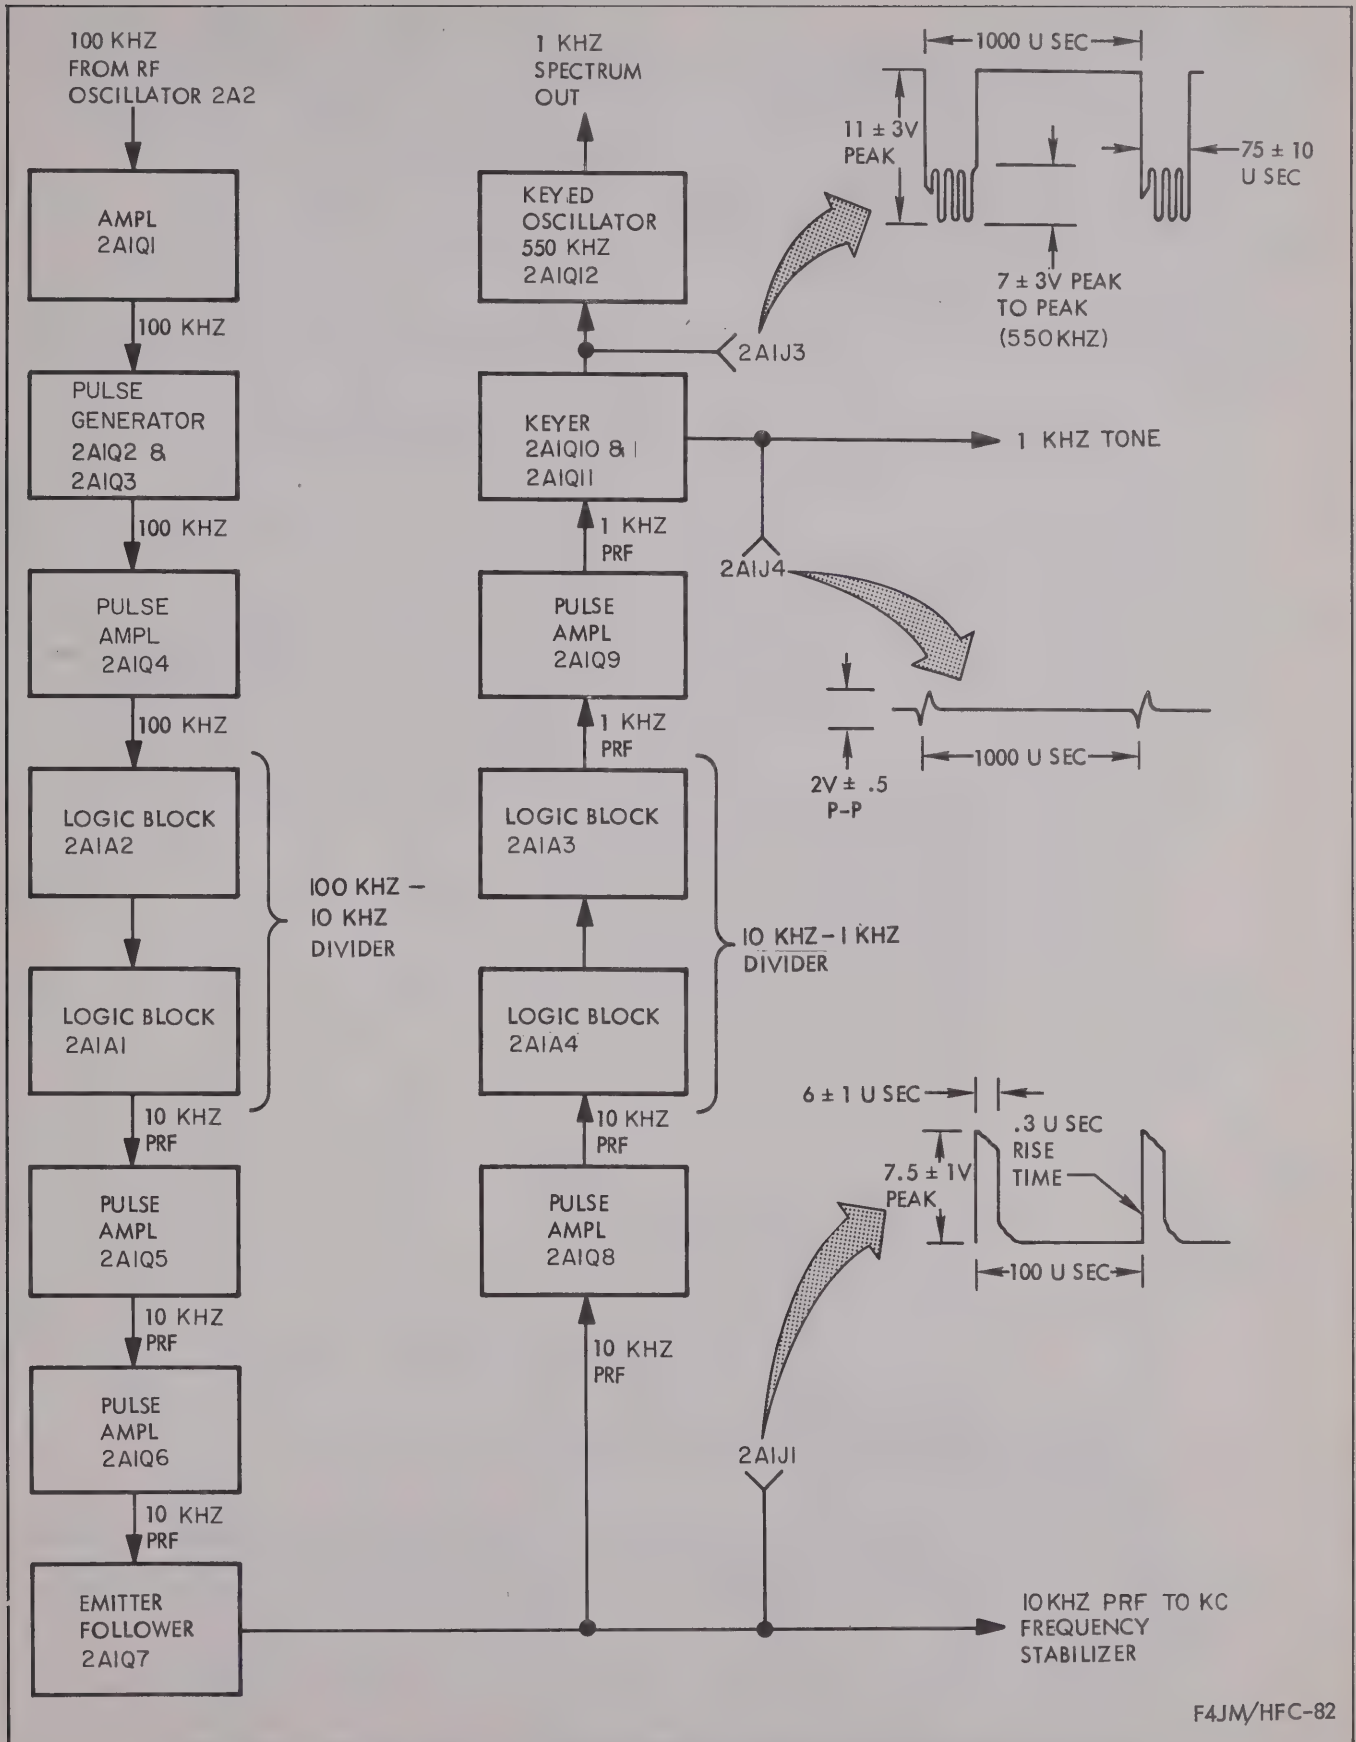 100 KHZ
FROM RF
OSCILLATOR 2A2
AMPL
2A1Q1
100 KHZ
PULSE
GENERATOR
2A1Q2 &
2A1Q3
100 KHZ
PULSE
AMPL
2A1Q4
100 KHZ
LOGIC BLOCK
2A1A2
LOGIC BLOCK
2A1A1
100 KHZ –
10 KHZ
DIVIDER
10 KHZ
PRF
PULSE
AMPL
2A1Q5
10 KHZ
PRF
PULSE
AMPL
2A1Q6
10 KHZ
PRF
EMITTER
FOLLOWER
2A1Q7
1 KHZ
SPECTRUM
OUT
KEYED
OSCILLATOR
550 KHZ
2A1Q12
2A1J3
KEYER
2A1Q10 &
2A1Q11
1 KHZ TONE
2A1J4
1 KHZ
PRF
PULSE
AMPL
2A1Q9
1 KHZ
PRF
LOGIC BLOCK
2A1A3
LOGIC BLOCK
2A1A4
10 KHZ – 1 KHZ
DIVIDER
10 KHZ
PRF
PULSE
AMPL
2A1Q8
10 KHZ
PRF
1000 U SEC
11 ± 3V
PEAK
75 ± 10
U SEC
7 ± 3V PEAK
TO PEAK
(550KHZ)
1000 U SEC
2V ± .5
P-P
6 ± 1 U SEC
.3 U SEC
RISE
TIME
7.5 ± 1V
PEAK
100 U SEC
2A1J1
10KHZ PRF TO KC
FREQUENCY
STABILIZER
F4JM/HFC-82